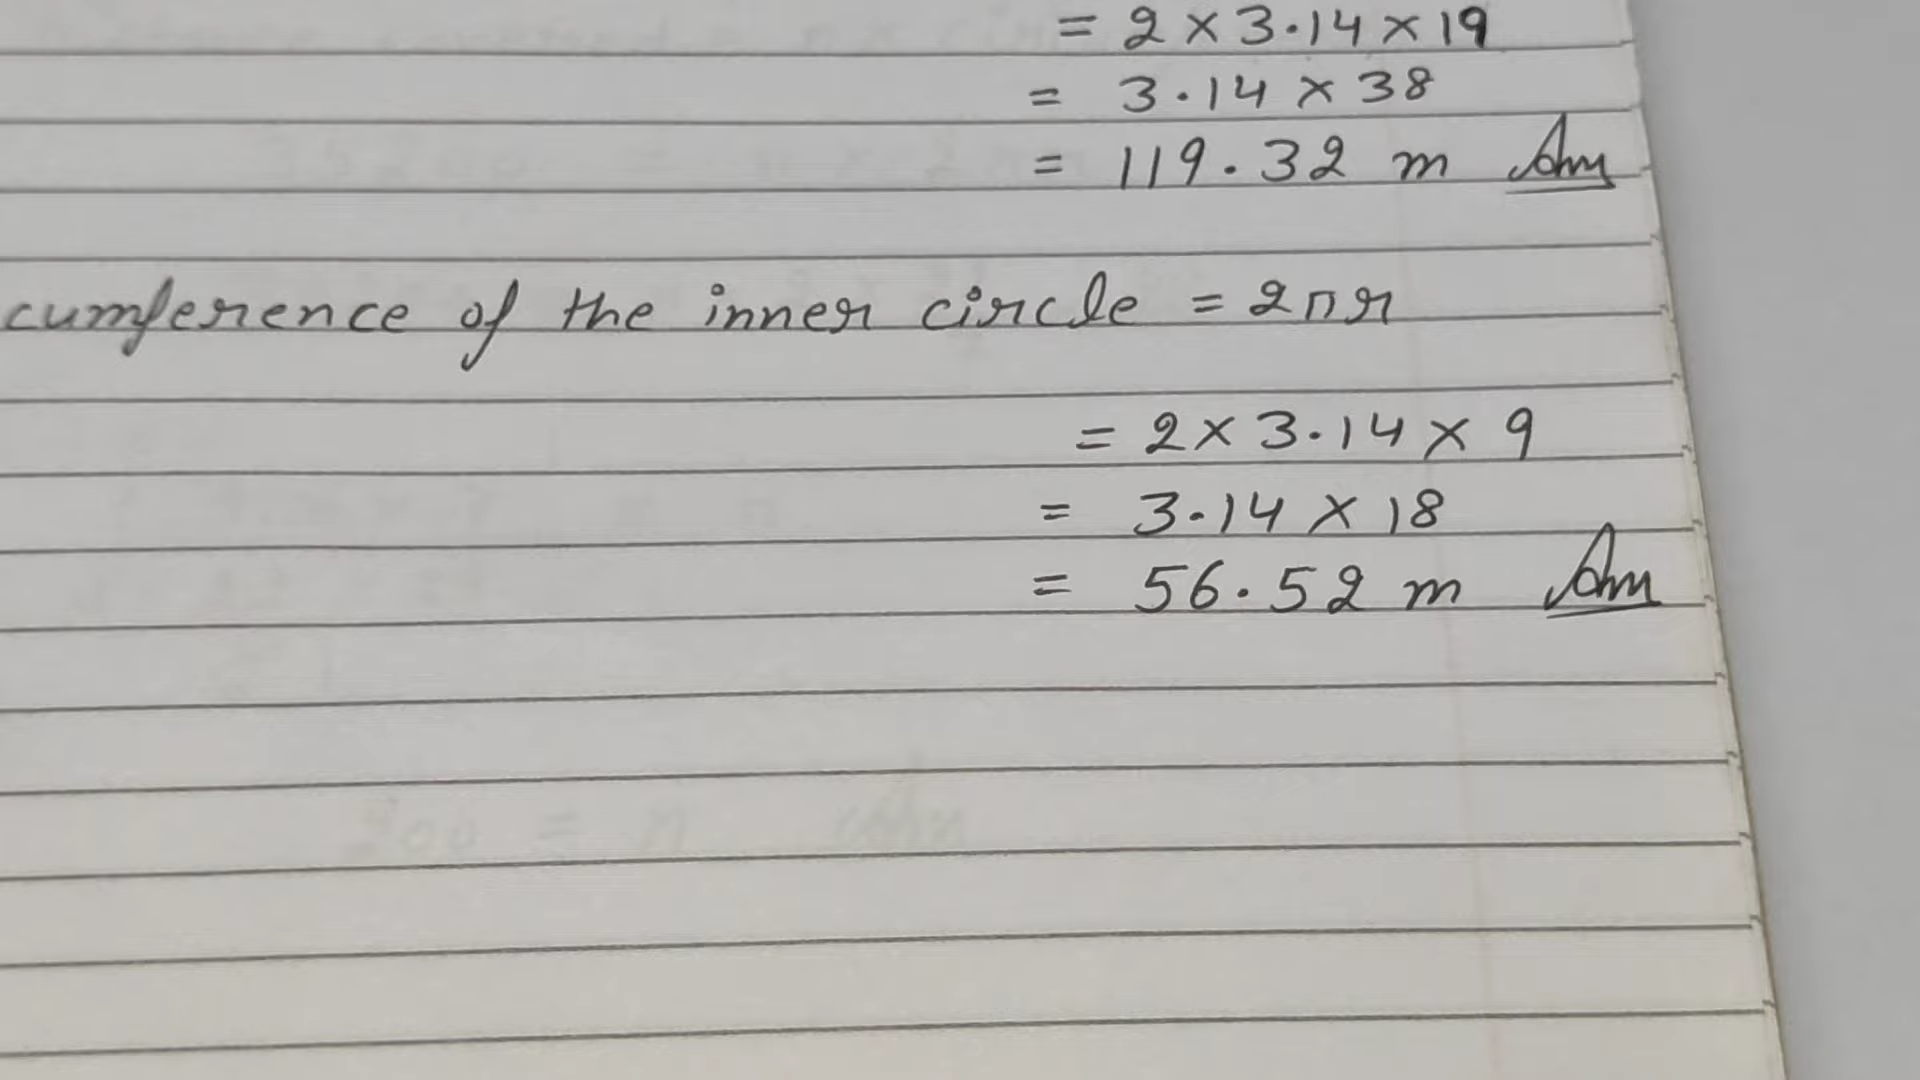 = 2 × 3.14 × 19
= 3.14 × 38
= 119.32 m Ans
cumference of the inner circle = 2πr
= 2 × 3.14 × 9
= 3.14 × 18
= 56.52 m Ans